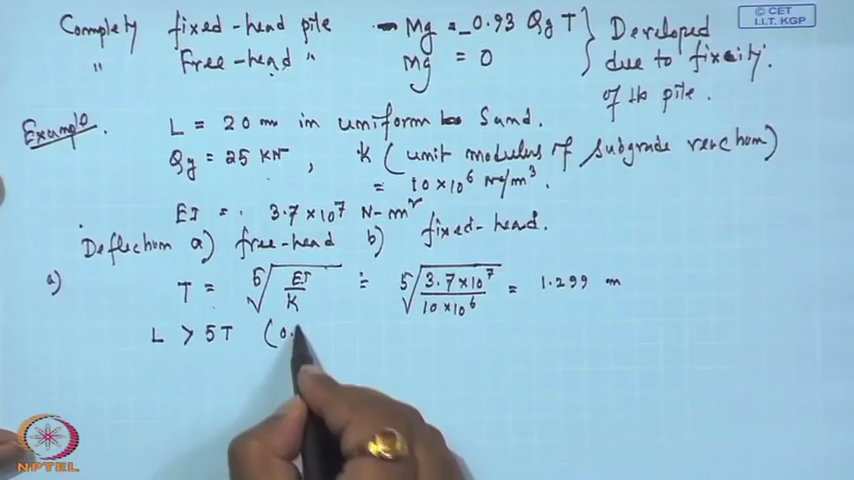 © CET
I.I.T. KGP
Complety fixed-head pile - Mg = -0.93 Qg T } Developed
" Free-head " Mg = 0 due to fixity.
of the pile.
Example. L = 20 m in uniform Sand.
Qg = 25 KN, K (unit modulus of subgrade reaction)
= 10×10⁶ N/m³.
EI = 3.7×10⁷ N-m²
Deflection a) free-head b) fixed-head.
a) T = ⁵√(EI/K) = ⁵√(3.7×10⁷/10×10⁶) = 1.299 m
L > 5T (0.
NPTEL